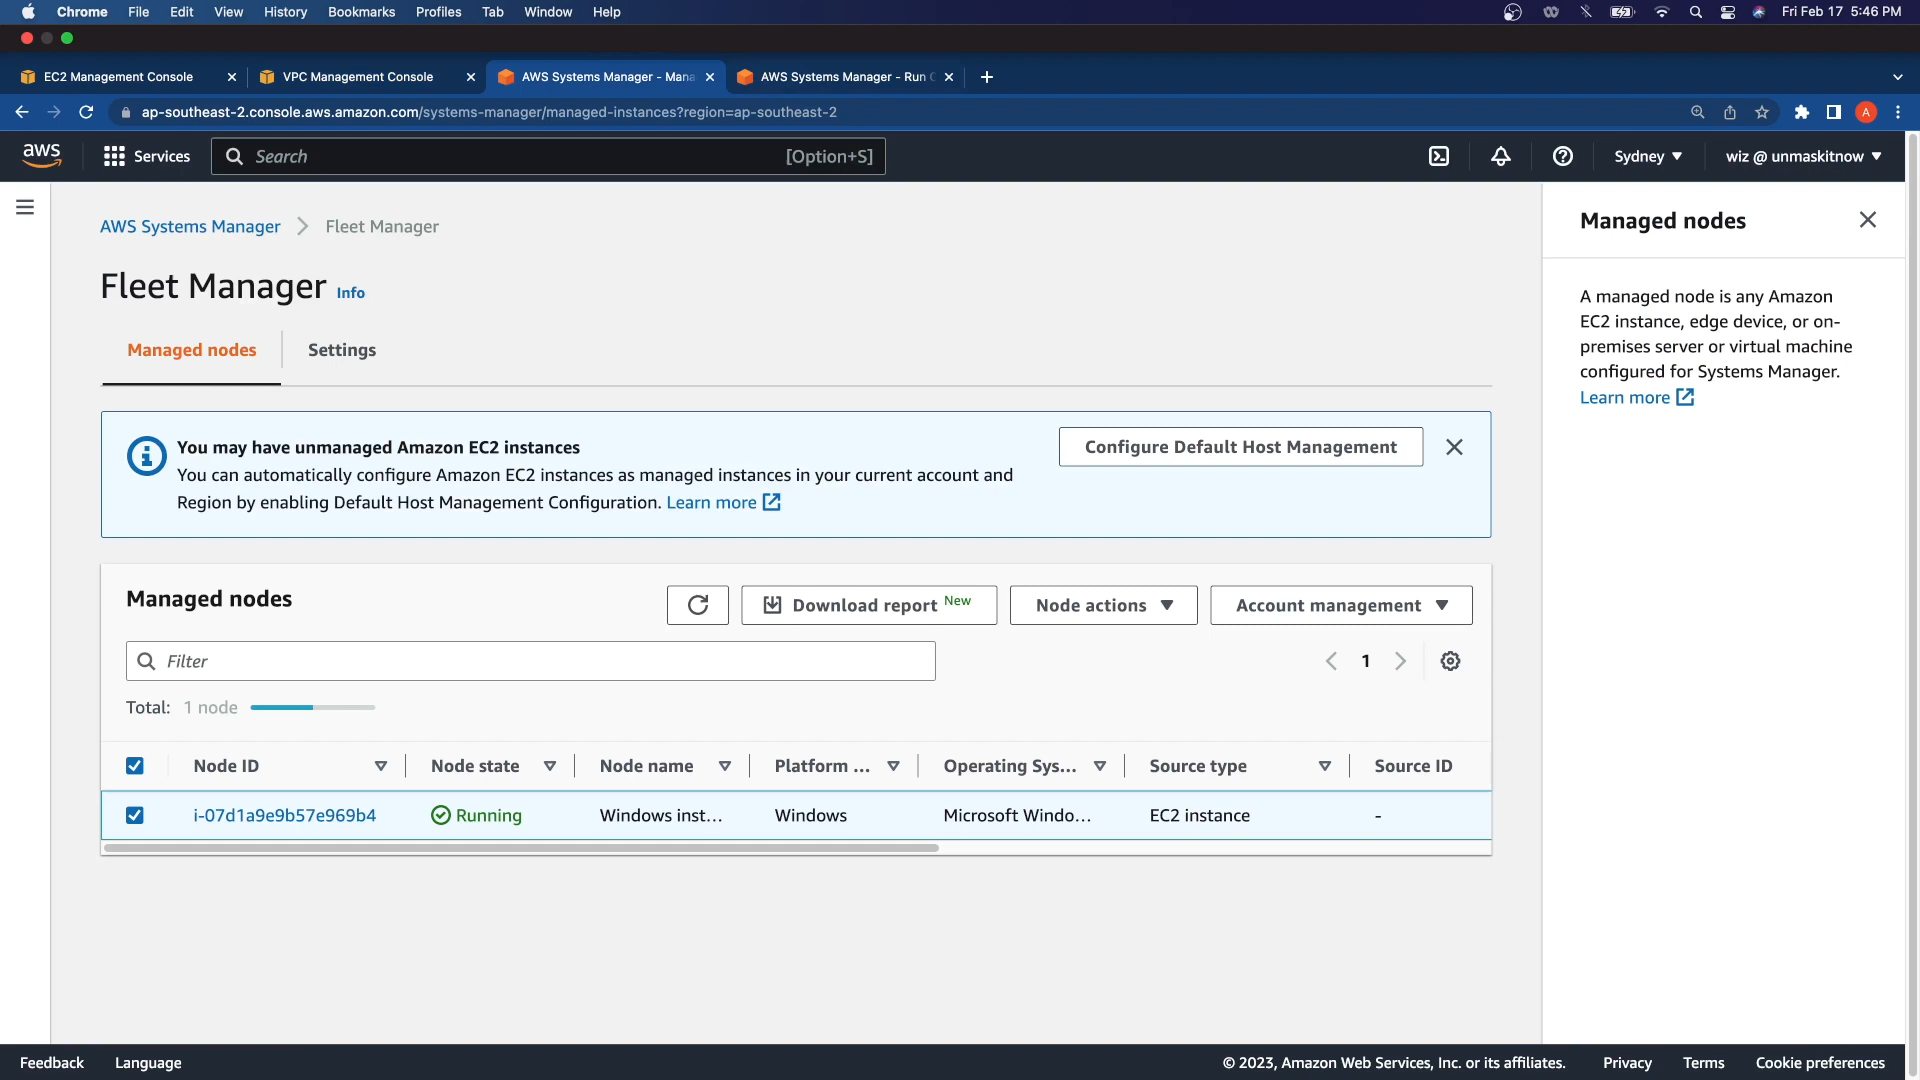 Chrome File Edit View History Bookmarks Profiles Tab Window Help Fri Feb 17 5:46 PM
EC2 Management Console VPC Management Console AWS Systems Manager - Mana AWS Systems Manager - Run
ap-southeast-2.console.aws.amazon.com/systems-manager/managed-instances?region=ap-southeast-2 A
aws Services Search [Option+S] Sydney wiz @ unmaskitnow
AWS Systems Manager Fleet Manager
Fleet Manager Info
Managed nodes Settings
You may have unmanaged Amazon EC2 instances
You can automatically configure Amazon EC2 instances as managed instances in your current account and
Region by enabling Default Host Management Configuration. Learn more
Configure Default Host Management
Managed nodes
Download report New Node actions Account management
Filter
1
Total: 1 node
Node ID Node state Node name Platform ... Operating Sys... Source type Source ID
i-07d1a9e9b57e969b4 Running Windows inst... Windows Microsoft Windo... EC2 instance -
Managed nodes
A managed node is any Amazon
EC2 instance, edge device, or on-
premises server or virtual machine
configured for Systems Manager.
Learn more
Feedback Language © 2023, Amazon Web Services, Inc. or its affiliates. Privacy Terms Cookie preferences